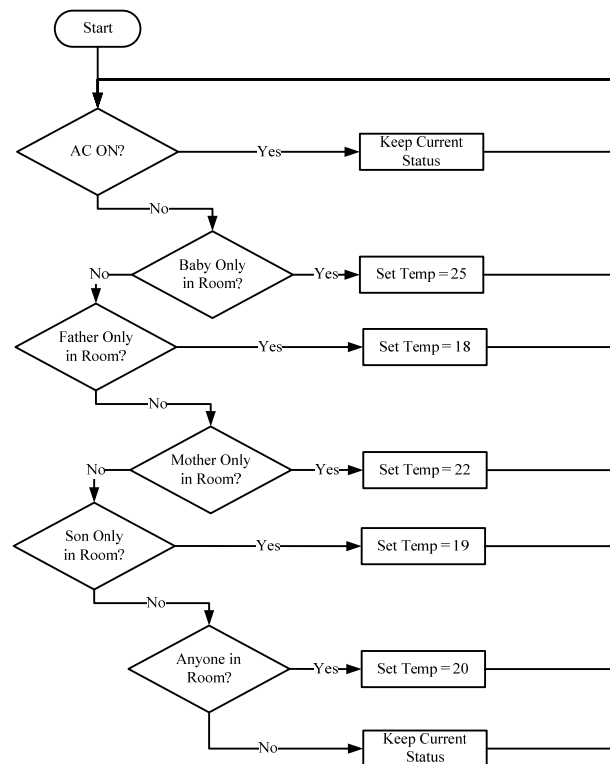 Start
AC ON?
Yes
Keep Current
Status
No
Baby Only
in Room?
No
Yes
Set Temp = 25
Father Only
in Room?
Yes
Set Temp = 18
No
Mother Only
in Room?
No
Yes
Set Temp = 22
Son Only
in Room?
Yes
Set Temp = 19
No
Anyone in
Room?
Yes
Set Temp = 20
No
Keep Current
Status